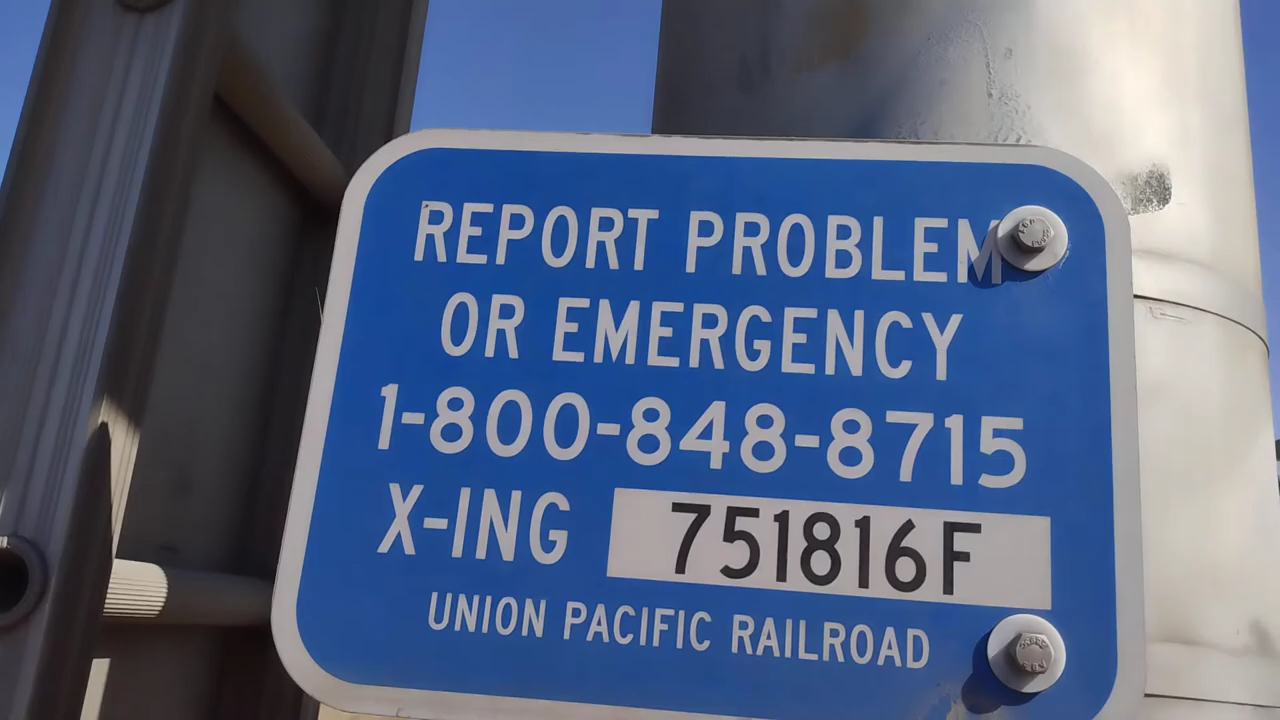 REPORT PROBLEM
OR EMERGENCY
1-800-848-8715
X-ING 751816F
UNION PACIFIC RAILROAD